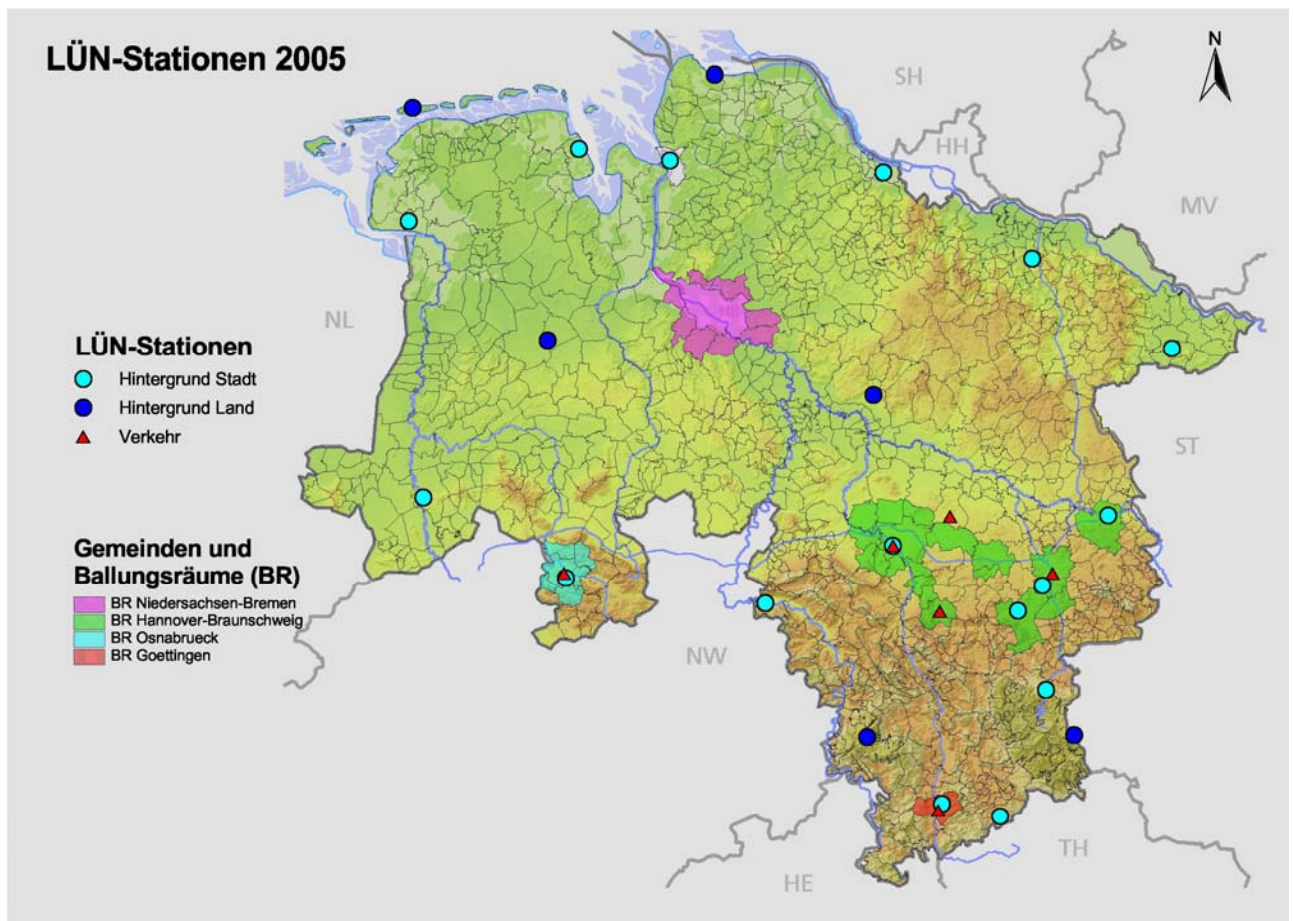 LÜN-Stationen 2005
N
SH
HH
MV
NL
LÜN-Stationen
Hintergrund Stadt
Hintergrund Land
Verkehr
ST
Gemeinden und
Ballungsräume (BR)
BR Niedersachsen-Bremen
BR Hannover-Braunschweig
BR Osnabrueck
BR Goettingen
NW
TH
HE